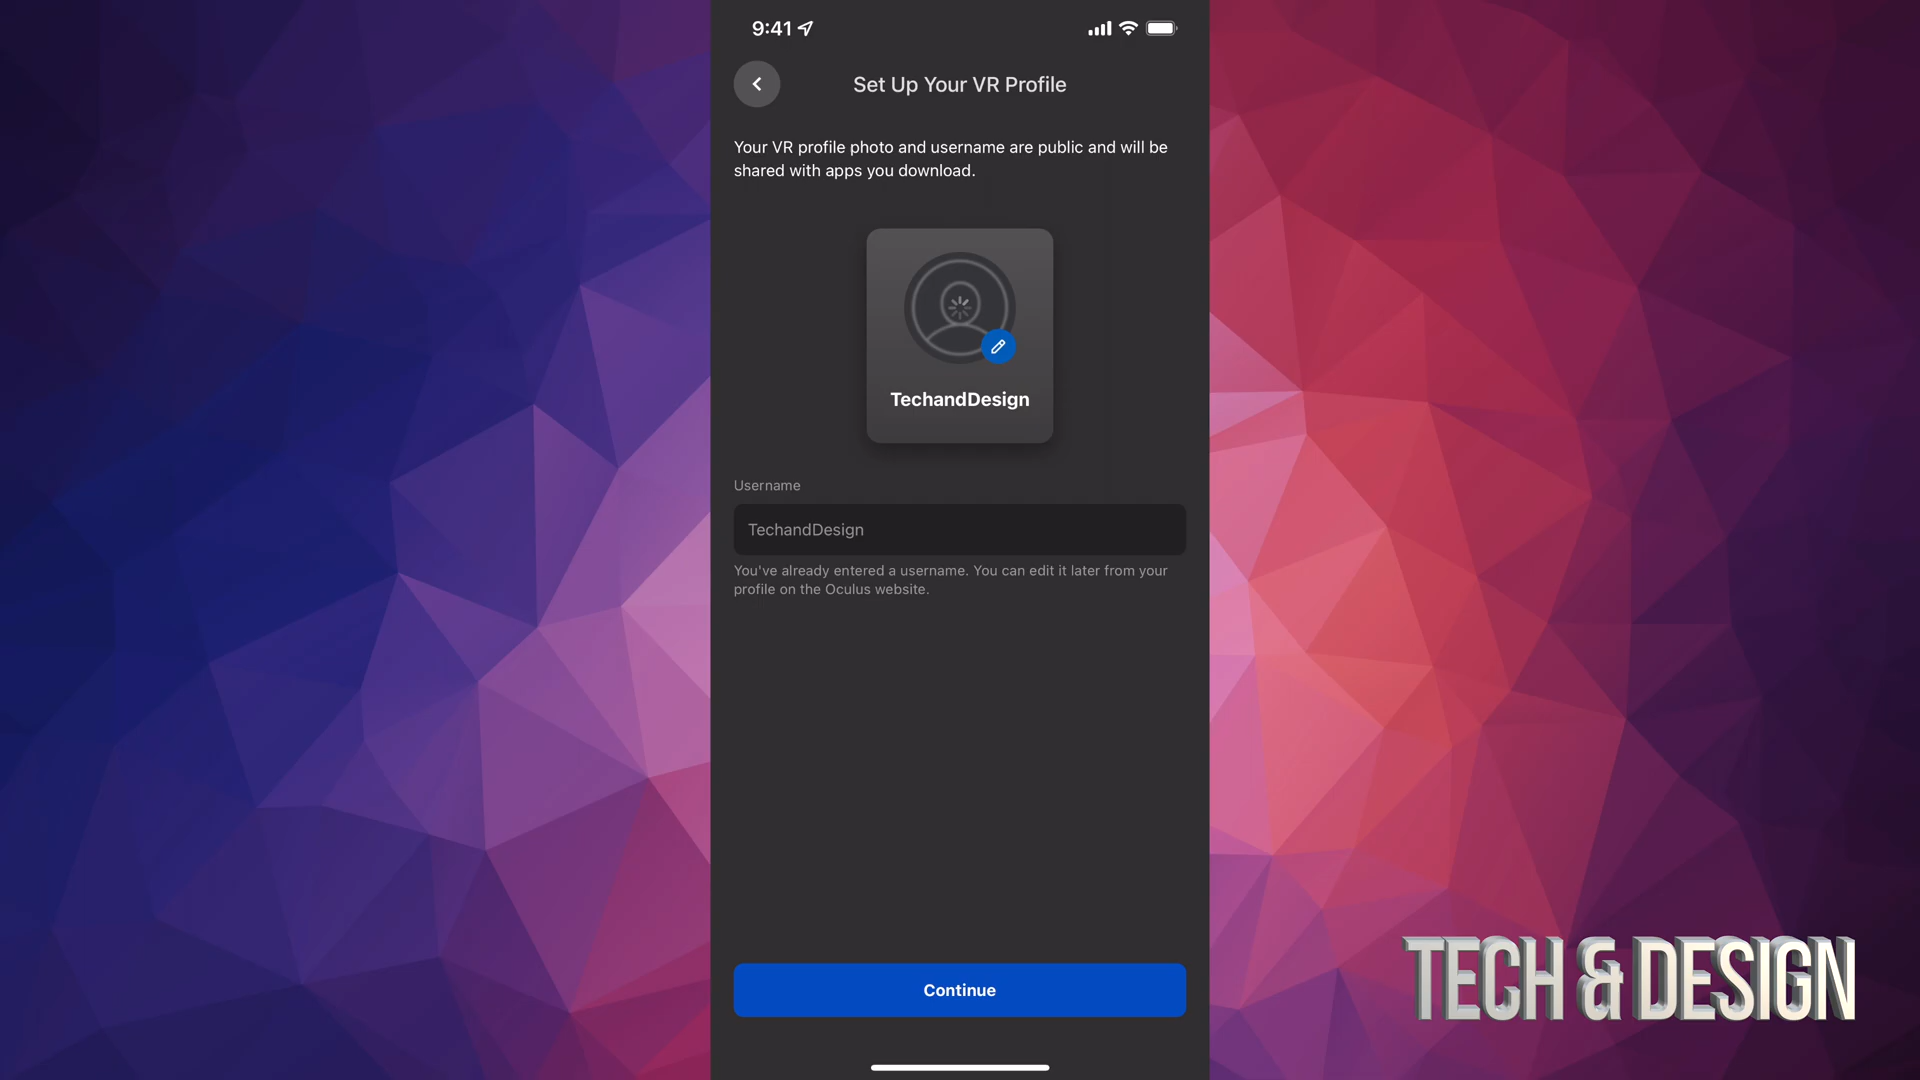 9:41
Set Up Your VR Profile
Your VR profile photo and username are public and will be
shared with apps you download.
TechandDesign
Username
TechandDesign
You've already entered a username. You can edit it later from your
profile on the Oculus website.
Continue
TECH & DESIGN